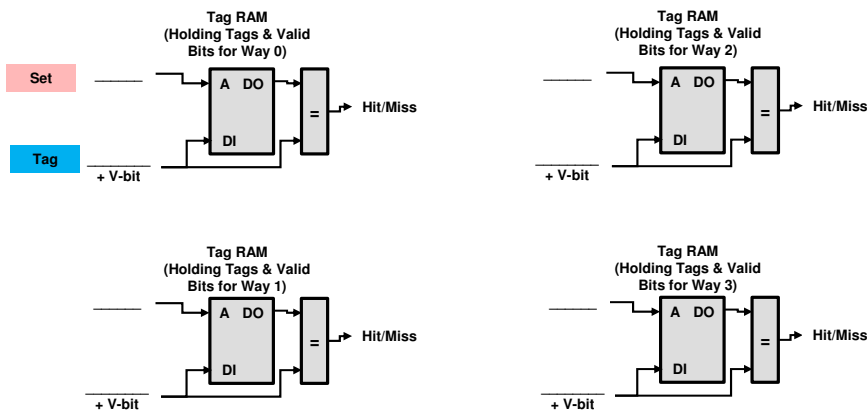 Tag RAM
(Holding Tags & Valid
Bits for Way 0)
Set
A DO
=
Hit/Miss
DI
Tag
+ V-bit
Tag RAM
(Holding Tags & Valid
Bits for Way 2)
A DO
=
Hit/Miss
DI
+ V-bit
Tag RAM
(Holding Tags & Valid
Bits for Way 1)
A DO
=
Hit/Miss
DI
+ V-bit
Tag RAM
(Holding Tags & Valid
Bits for Way 3)
A DO
=
Hit/Miss
DI
+ V-bit